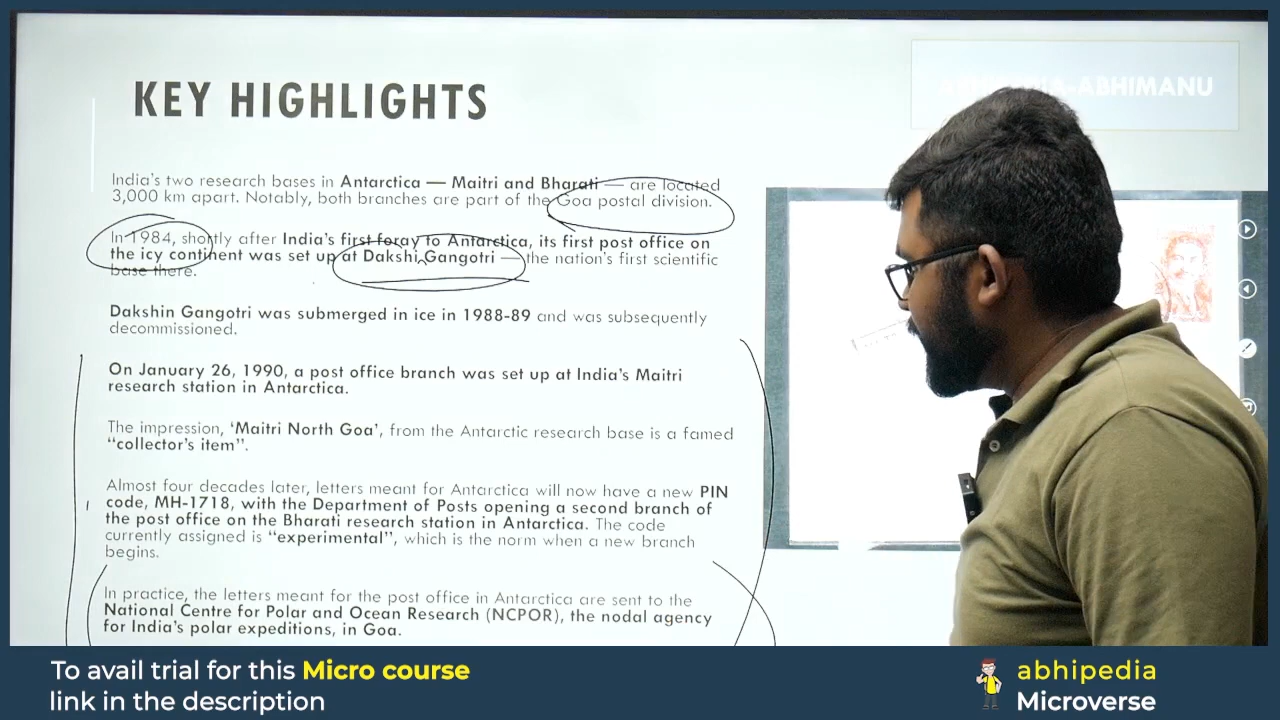 ABHIMANU
KEY HIGHLIGHTS
India's two research bases in Antarctica — Maitri and Bharati — are located
3,000 km apart. Notably, both branches are part of the Goa postal division.
In 1984, shortly after India's first foray to Antarctica, its first post office on
the icy continent was set up at Dakshi Gangotri — the nation's first scientific
base there.
Dakshin Gangotri was submerged in ice in 1988-89 and was subsequently
decommissioned.
On January 26, 1990, a post office branch was set up at India's Maitri
research station in Antarctica.
The impression, 'Maitri North Goa', from the Antarctic research base is a famed
"collector's item".
Almost four decades later, letters meant for Antarctica will now have a new PIN
code, MH-1718, with the Department of Posts opening a second branch of
the post office on the Bharati research station in Antarctica. The code
currently assigned is "experimental", which is the norm when a new branch
begins.
In practice, the letters meant for the post office in Antarctica are sent to the
National Centre for Polar and Ocean Research (NCPOR), the nodal agency
for India's polar expeditions, in Goa.
To avail trial for this Micro course
link in the description
abhipedia
Microverse